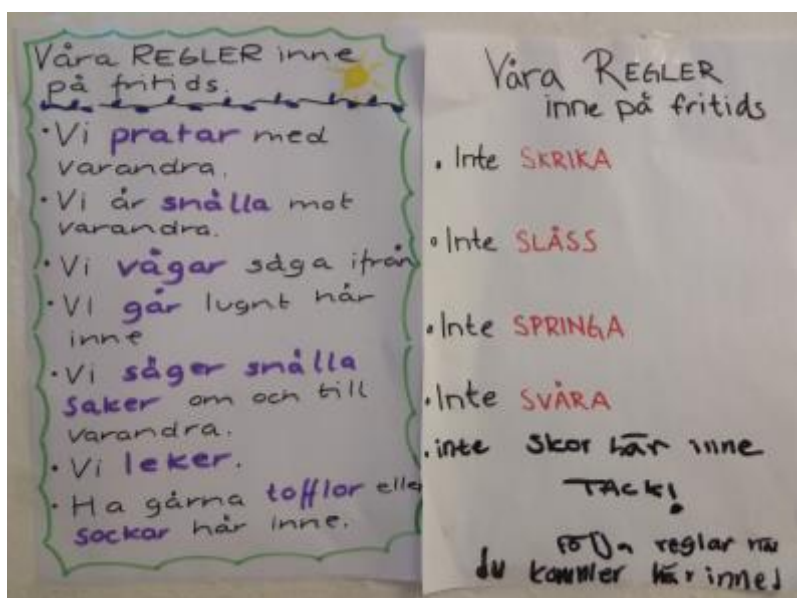 Våra REGLER inne
på fritids.
• Vi pratar med
varandra.
• Vi är snälla mot
varandra.
• Vi vågar säga ifrån
• VI går lugnt här
inne
• Vi säger snälla
saker om och till
varandra.
• Vi leker.
• Ha gärna tofflor elle
sockar här inne.
Våra REGLER
inne på fritids
• Inte SKRIKA
• Inte SLÅSS
• Inte SPRINGA
• Inte SVÄRA
• inte skor här inne
TACK!
reglar
du kommer här inne!